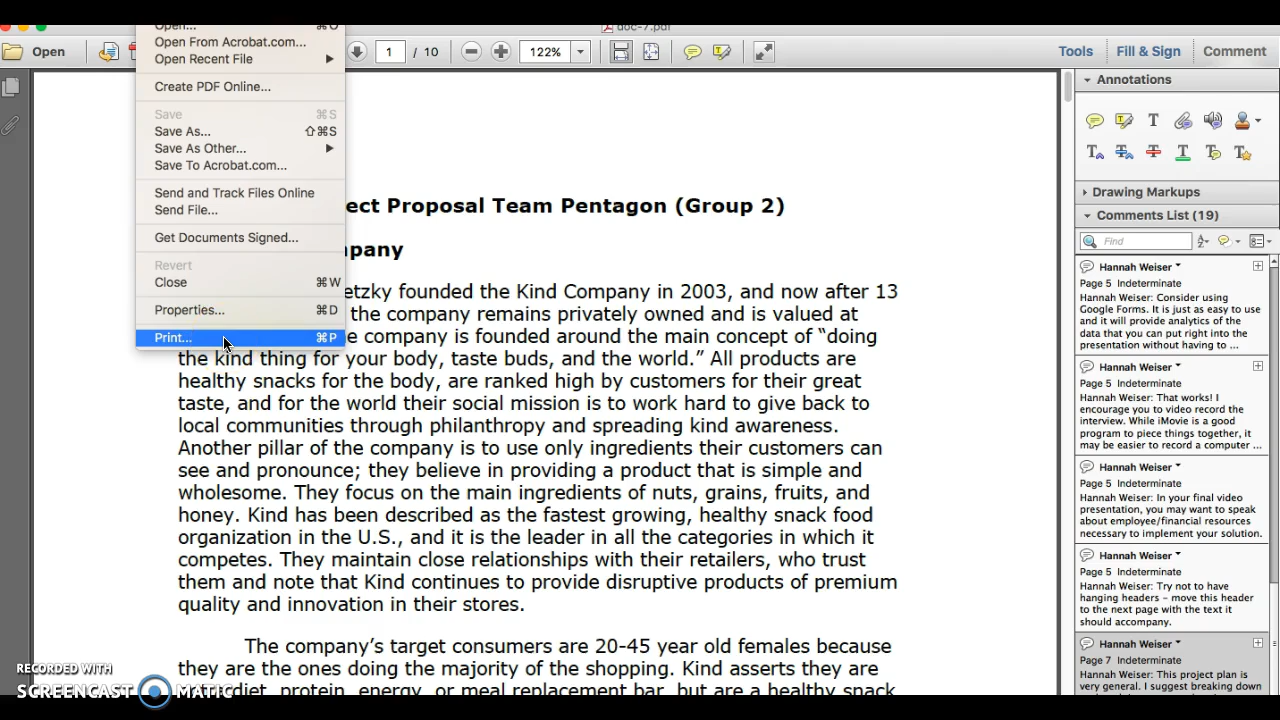 doc-7.pdf
Open... ⌘O
Open From Acrobat.com...
Open Recent File
Create PDF Online...
Save ⌘S
Save As... ⇧⌘S
Save As Other...
Save To Acrobat.com...
Send and Track Files Online
Send File...
Get Documents Signed...
Revert
Close ⌘W
Properties... ⌘D
Print... ⌘P
Open
1 / 10
122%
Tools Fill & Sign Comment
ect Proposal Team Pentagon (Group 2)
pany
etzky founded the Kind Company in 2003, and now after 13
the company remains privately owned and is valued at
e company is founded around the main concept of “doing
the kind thing for your body, taste buds, and the world.” All products are
healthy snacks for the body, are ranked high by customers for their great
taste, and for the world their social mission is to work hard to give back to
local communities through philanthropy and spreading kind awareness.
Another pillar of the company is to use only ingredients their customers can
see and pronounce; they believe in providing a product that is simple and
wholesome. They focus on the main ingredients of nuts, grains, fruits, and
honey. Kind has been described as the fastest growing, healthy snack food
organization in the U.S., and it is the leader in all the categories in which it
competes. They maintain close relationships with their retailers, who trust
them and note that Kind continues to provide disruptive products of premium
quality and innovation in their stores.
The company’s target consumers are 20-45 year old females because
they are the ones doing the majority of the shopping. Kind asserts they are
diet, protein, energy, or meal replacement bar, but are a healthy snack
Annotations
Drawing Markups
Comments List (19)
Find
Hannah Weiser
Page 5 Indeterminate
Hannah Weiser: Consider using
Google Forms. It is just as easy to use
and it will provide analytics of the
data that you can put right into the
presentation without having to ...
Hannah Weiser
Page 5 Indeterminate
Hannah Weiser: That works! I
encourage you to video record the
interview. While iMovie is a good
program to piece things together, it
may be easier to record a computer ...
Hannah Weiser
Page 5 Indeterminate
Hannah Weiser: In your final video
presentation, you may want to speak
about employee/financial resources
necessary to implement your solution.
Hannah Weiser
Page 5 Indeterminate
Hannah Weiser: Try not to have
hanging headers - move this header
to the next page with the text it
should accompany.
Hannah Weiser
Page 7 Indeterminate
Hannah Weiser: This project plan is
very general. I suggest breaking down
RECORDED WITH
SCREENCAST MATIC